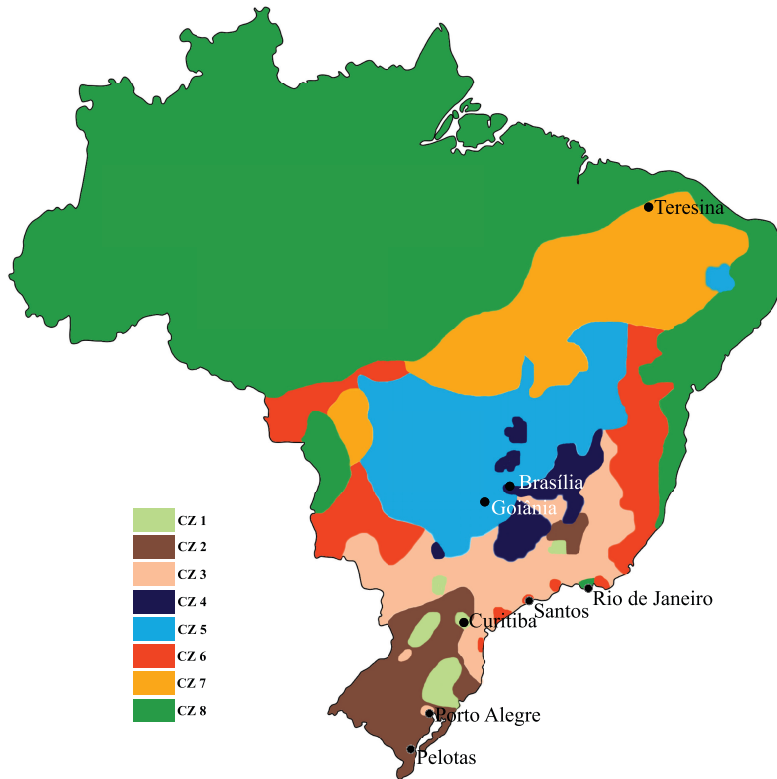 Teresina
Brasília
Goiânia
CZ 1
CZ 2
CZ 3
CZ 4
CZ 5
CZ 6
CZ 7
CZ 8
Rio de Janeiro
Santos
Curitiba
Porto Alegre
Pelotas